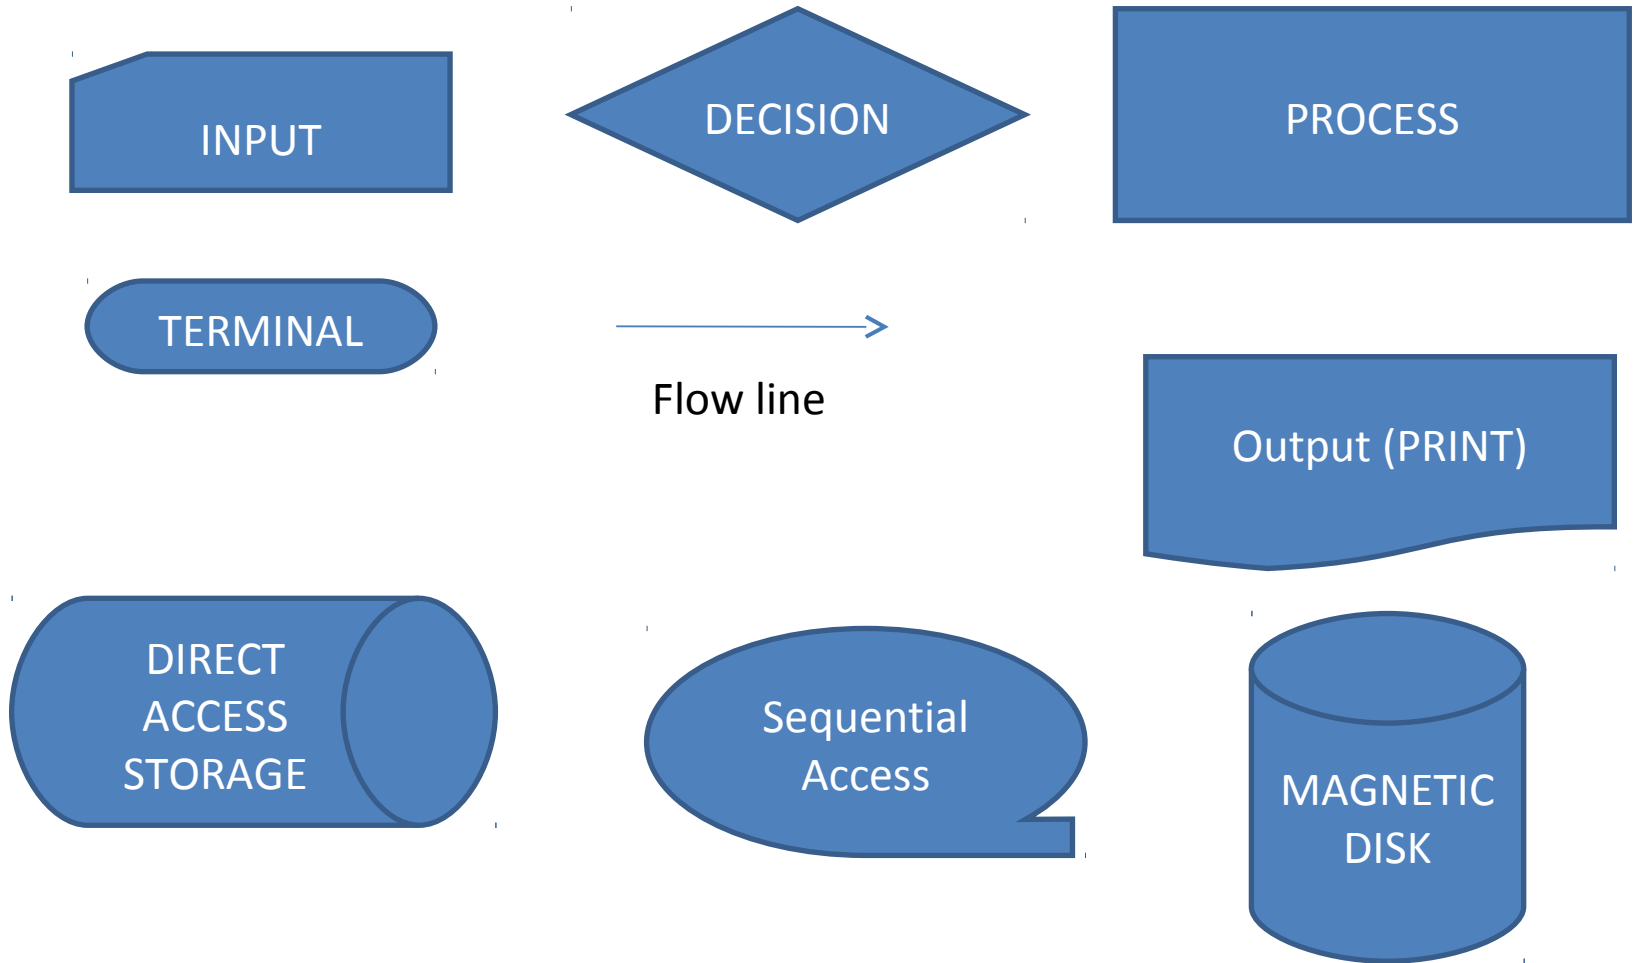 INPUT
DECISION
PROCESS
TERMINAL
Flow line
Output (PRINT)
DIRECT
ACCESS
STORAGE
Sequential
Access
MAGNETIC
DISK